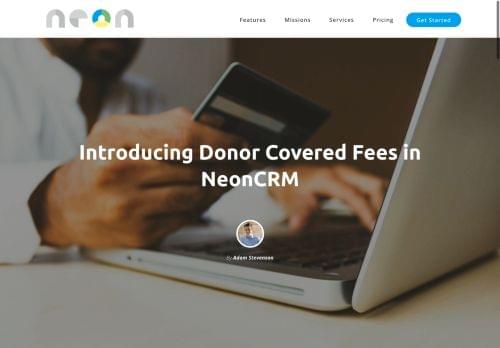 neon
Features
Missions
Services
Pricing
Get Started
Introducing Donor Covered Fees in
NeonCRM
By Adam Stevenson